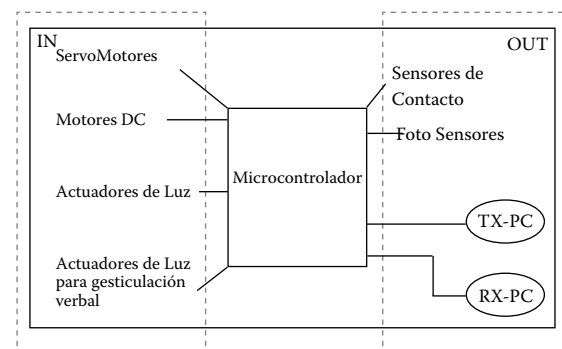 IN
OUT
ServoMotores
Motores DC
Actuadores de Luz
Actuadores de Luz
para gesticulación
verbal
Microcontrolador
Sensores de
Contacto
Foto Sensores
TX-PC
RX-PC